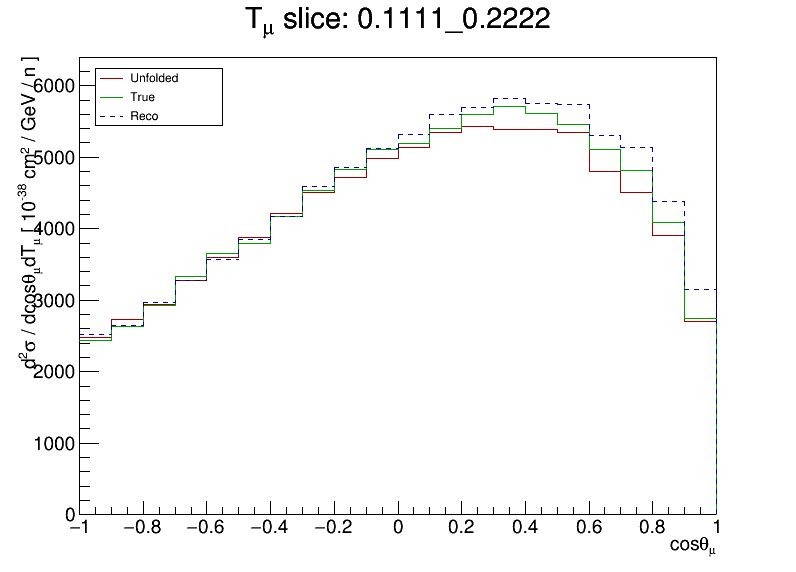 Tμ slice: 0.1111_0.2222
Unfolded
True
Reco
d²σ / dcosθμdTμ [ 10⁻³⁸ cm² / GeV / n ]
6000
5000
4000
3000
2000
1000
0
−1 −0.8 −0.6 −0.4 −0.2 0 0.2 0.4 0.6 0.8 1
cosθμ